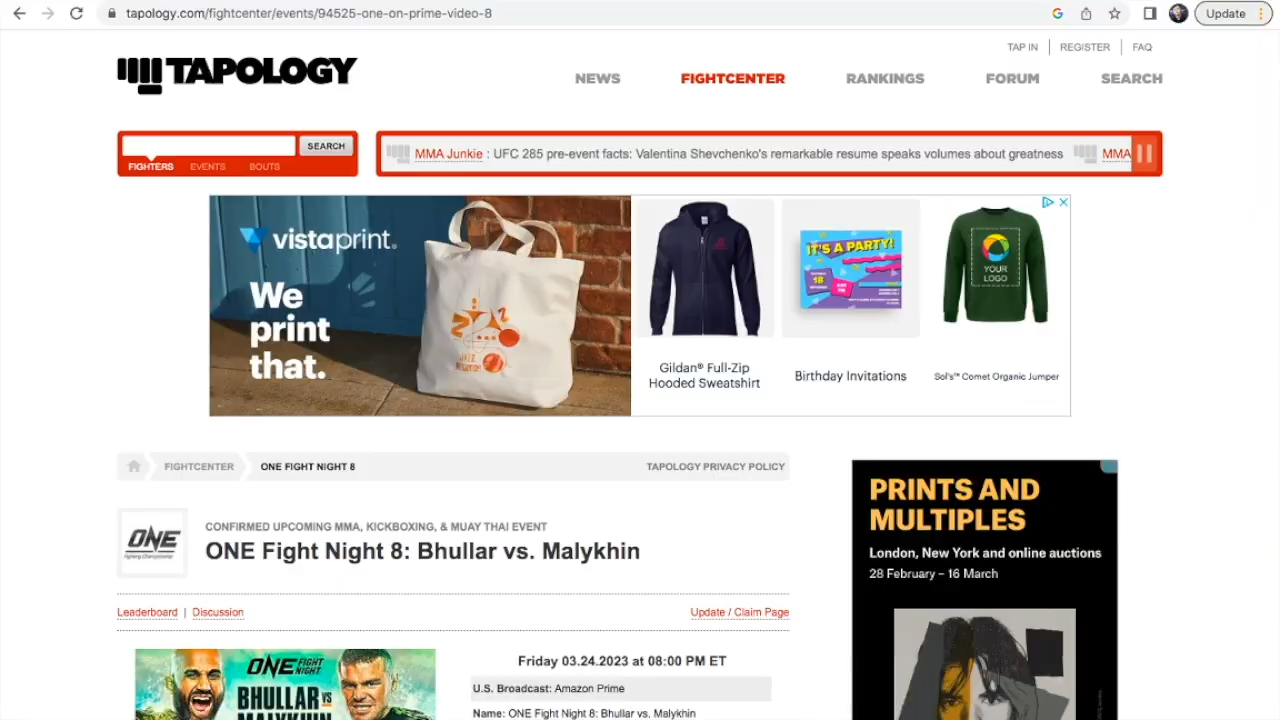 tapology.com/fightcenter/events/94525-one-on-prime-video-8
Update
TAP IN
REGISTER
FAQ
TAPOLOGY
NEWS
FIGHTCENTER
RANKINGS
FORUM
SEARCH
SEARCH
FIGHTERS
EVENTS
BOUTS
MMA Junkie : UFC 285 pre-event facts: Valentina Shevchenko's remarkable resume speaks volumes about greatness
MMA
vistaprint.
We
print
that.
IT'S A PARTY!
18
YOUR
LOGO
Gildan® Full-Zip
Hooded Sweatshirt
Birthday Invitations
Sol's™ Comet Organic Jumper
FIGHTCENTER
ONE FIGHT NIGHT 8
TAPOLOGY PRIVACY POLICY
PRINTS AND
MULTIPLES
London, New York and online auctions
28 February – 16 March
ONE
Fighting Championship
CONFIRMED UPCOMING MMA, KICKBOXING, & MUAY THAI EVENT
ONE Fight Night 8: Bhullar vs. Malykhin
Leaderboard | Discussion
Update / Claim Page
ONE FIGHT NIGHT
BHULLAR VS
MALYKHIN
Friday 03.24.2023 at 08:00 PM ET
U.S. Broadcast: Amazon Prime
Name: ONE Fight Night 8: Bhullar vs. Malykhin